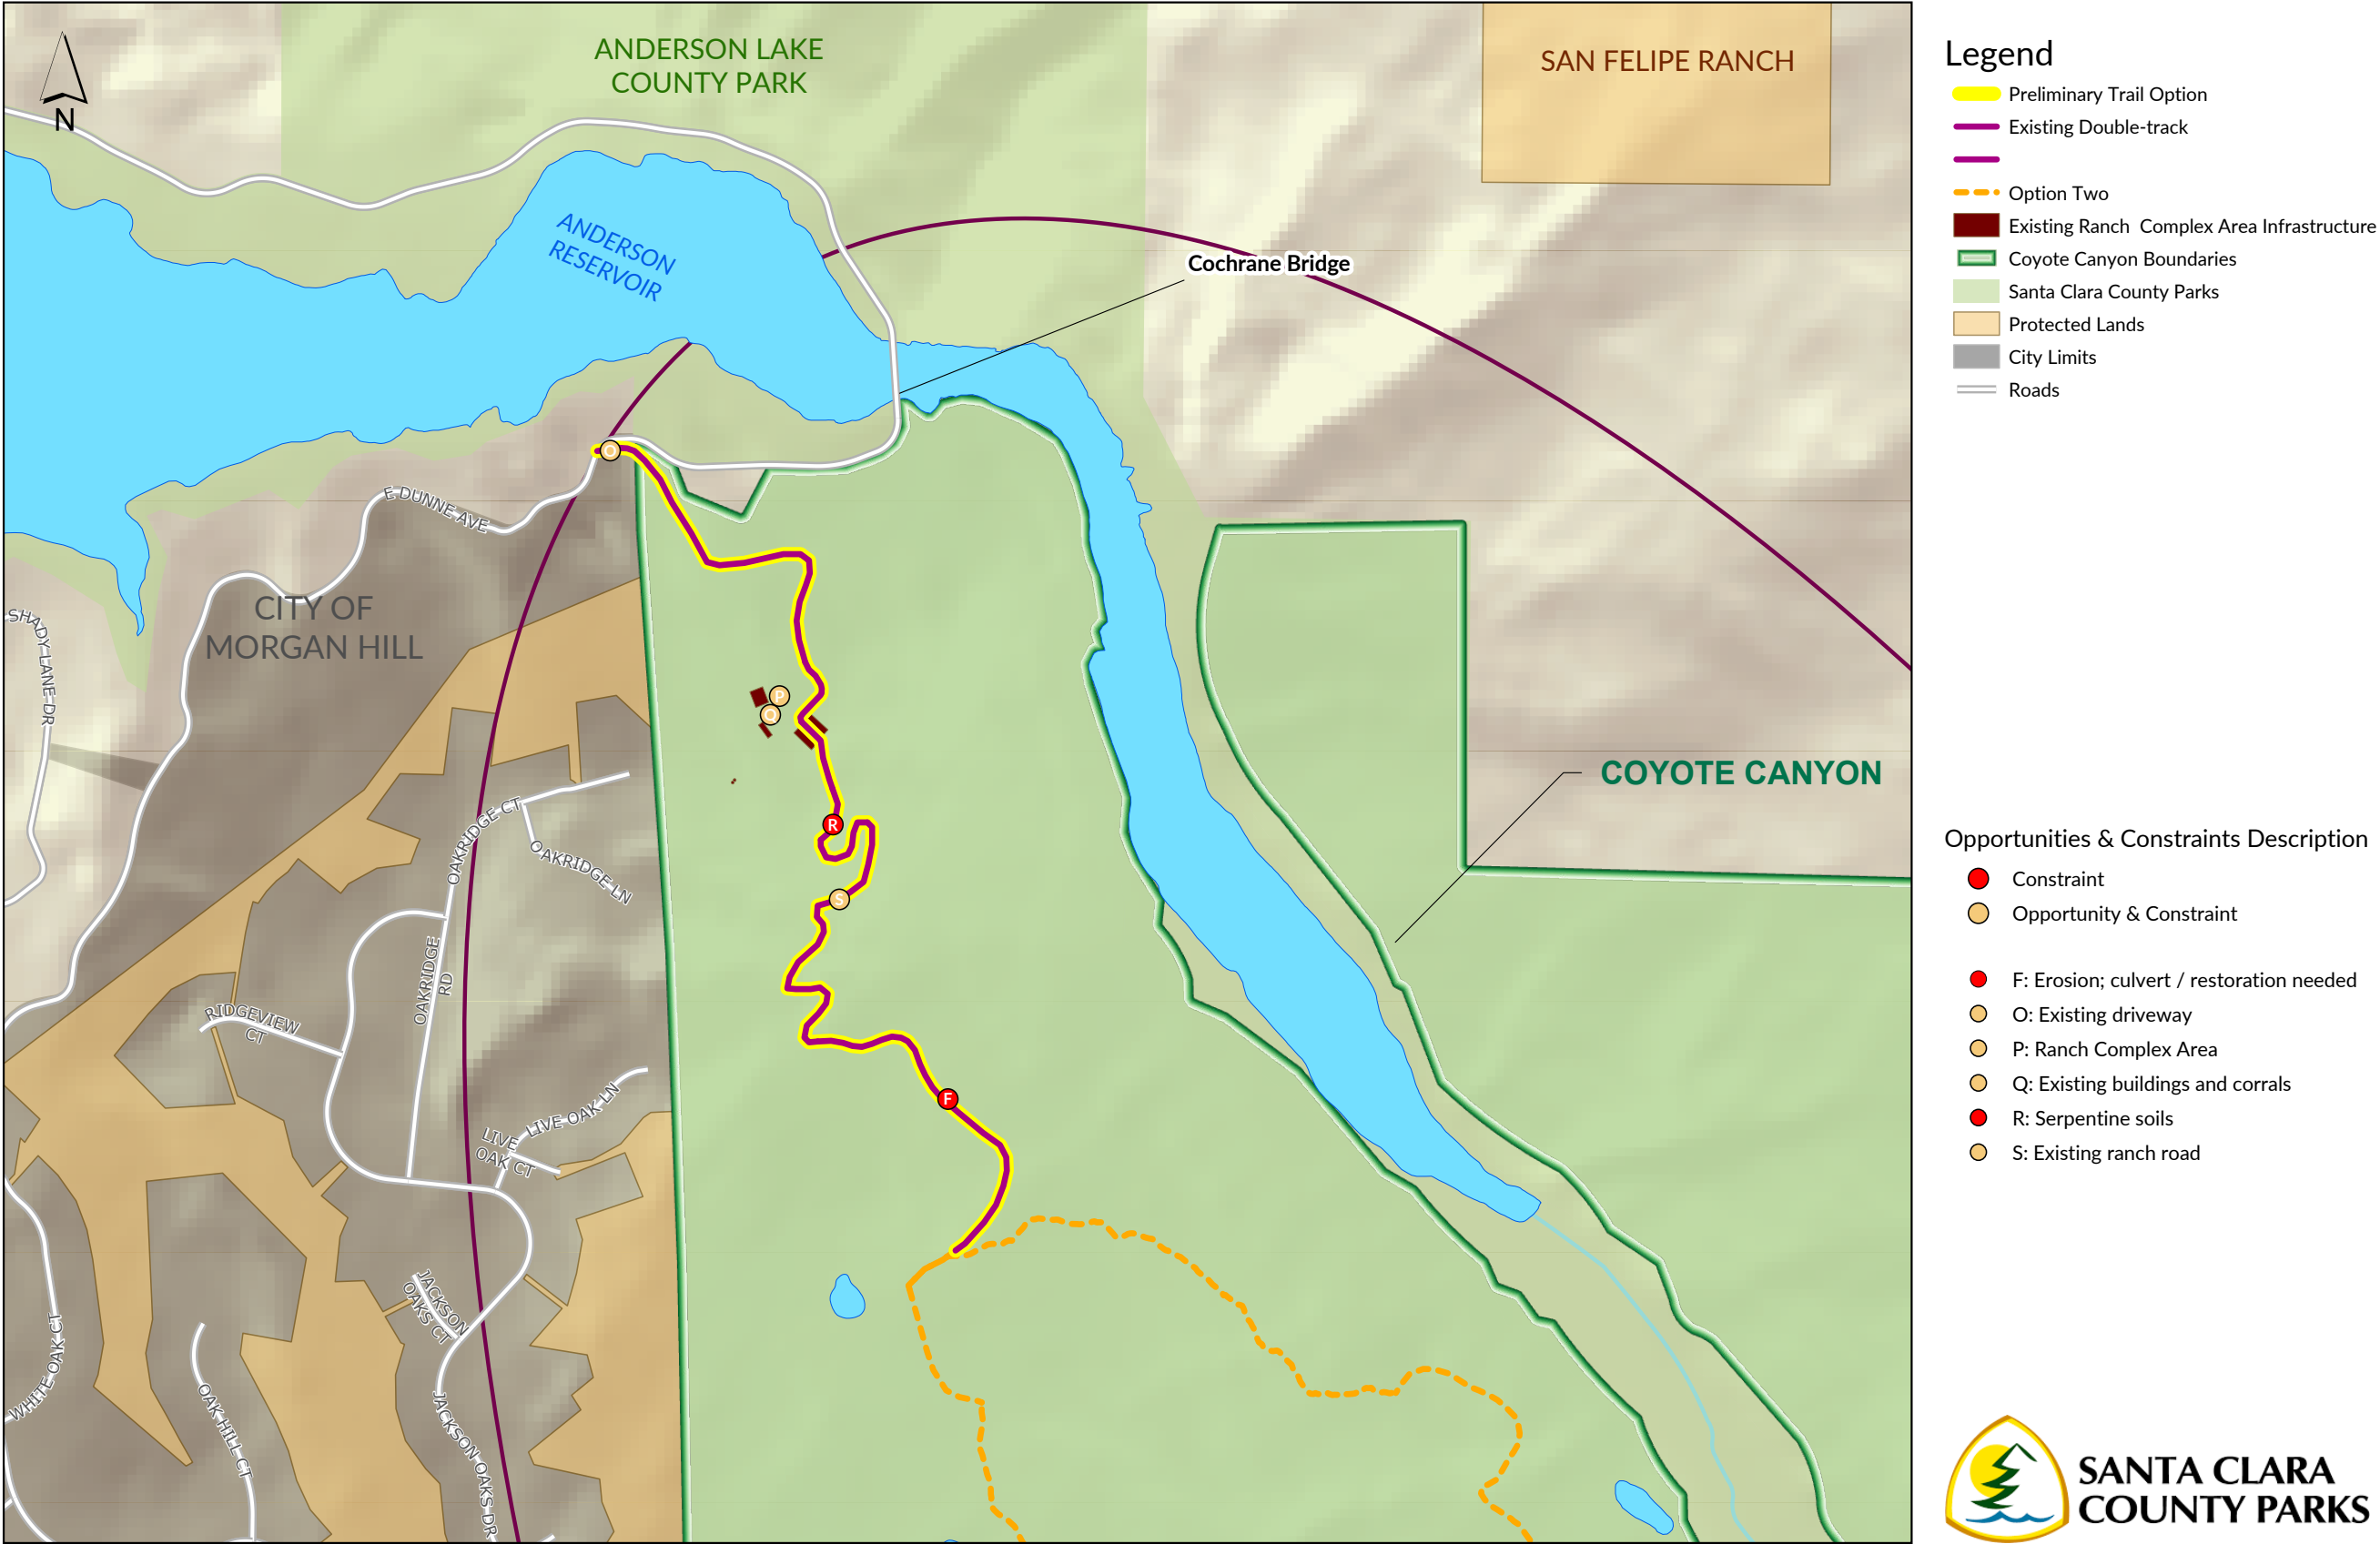 ANDERSON LAKE
COUNTY PARK
SAN FELIPE RANCH
N
ANDERSON
RESERVOIR
Cochrane Bridge
O
E DUNNE AVE
CITY OF
MORGAN HILL
SHADY LANE DR
P
Q
COYOTE CANYON
OAKRIDGE CT
R
OAKRIDGE LN
S
OAKRIDGE
RD
RIDGEVIEW
CT
F
LIVE OAK LN
LIVE
OAK CT
JACKSON
OAKS CT
WHITE OAK CT
OAK HILL CT
JACKSON OAKS DR
Legend
Preliminary Trail Option
Existing Double-track
Option Two
Existing Ranch Complex Area Infrastructure
Coyote Canyon Boundaries
Santa Clara County Parks
Protected Lands
City Limits
Roads
Opportunities & Constraints Description
Constraint
Opportunity & Constraint
F: Erosion; culvert / restoration needed
O: Existing driveway
P: Ranch Complex Area
Q: Existing buildings and corrals
R: Serpentine soils
S: Existing ranch road
SANTA CLARA
COUNTY PARKS